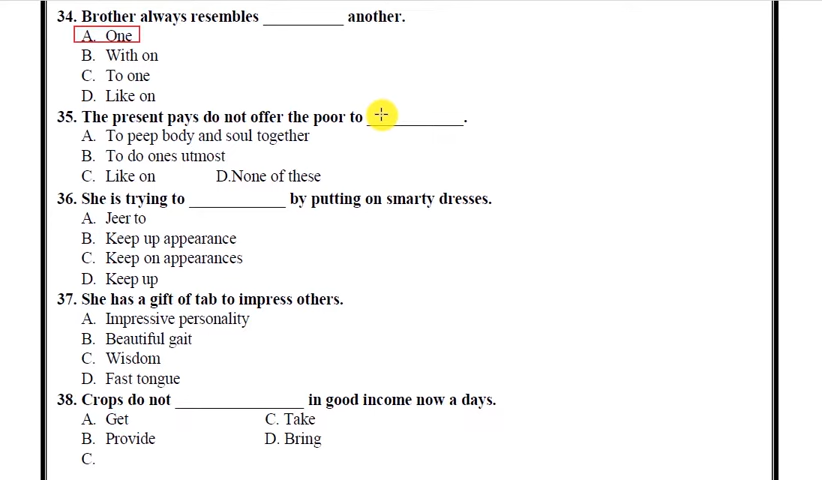 34. Brother always resembles __________ another.
A. One
B. With on
C. To one
D. Like on
35. The present pays do not offer the poor to ____________.
A. To peep body and soul together
B. To do ones utmost
C. Like on D.None of these
36. She is trying to ____________ by putting on smarty dresses.
A. Jeer to
B. Keep up appearance
C. Keep on appearances
D. Keep up
37. She has a gift of tab to impress others.
A. Impressive personality
B. Beautiful gait
C. Wisdom
D. Fast tongue
38. Crops do not ________________ in good income now a days.
A. Get C. Take
B. Provide D. Bring
C.